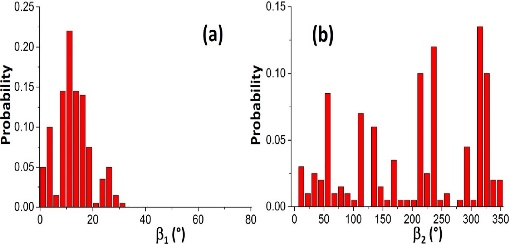 0.25
0.20
0.15
0.10
0.05
0.00
Probability
(a)
0 20 40 60 80
β1 (°)
0.15
0.10
0.05
0.00
Probability
(b)
0 50 100 150 200 250 300 350
β2 (°)